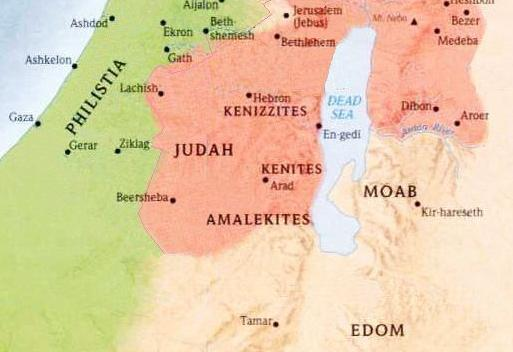 Aijalon
Jerusalem
(Jebus)
Heshbon
Ashdod
Ekron
Beth-
shemesh
Mt. Nebo
Bezer
Bethlehem
Medeba
Gath
Ashkelon
PHILISTIA
Lachish
Hebron
KENIZZITES
DEAD
SEA
Dibon
Aroer
Gaza
En-gedi
Arnon River
Gerar
Ziklag
JUDAH
KENITES
Arad
MOAB
Beersheba
AMALEKITES
Kir-hareseth
Tamar
EDOM